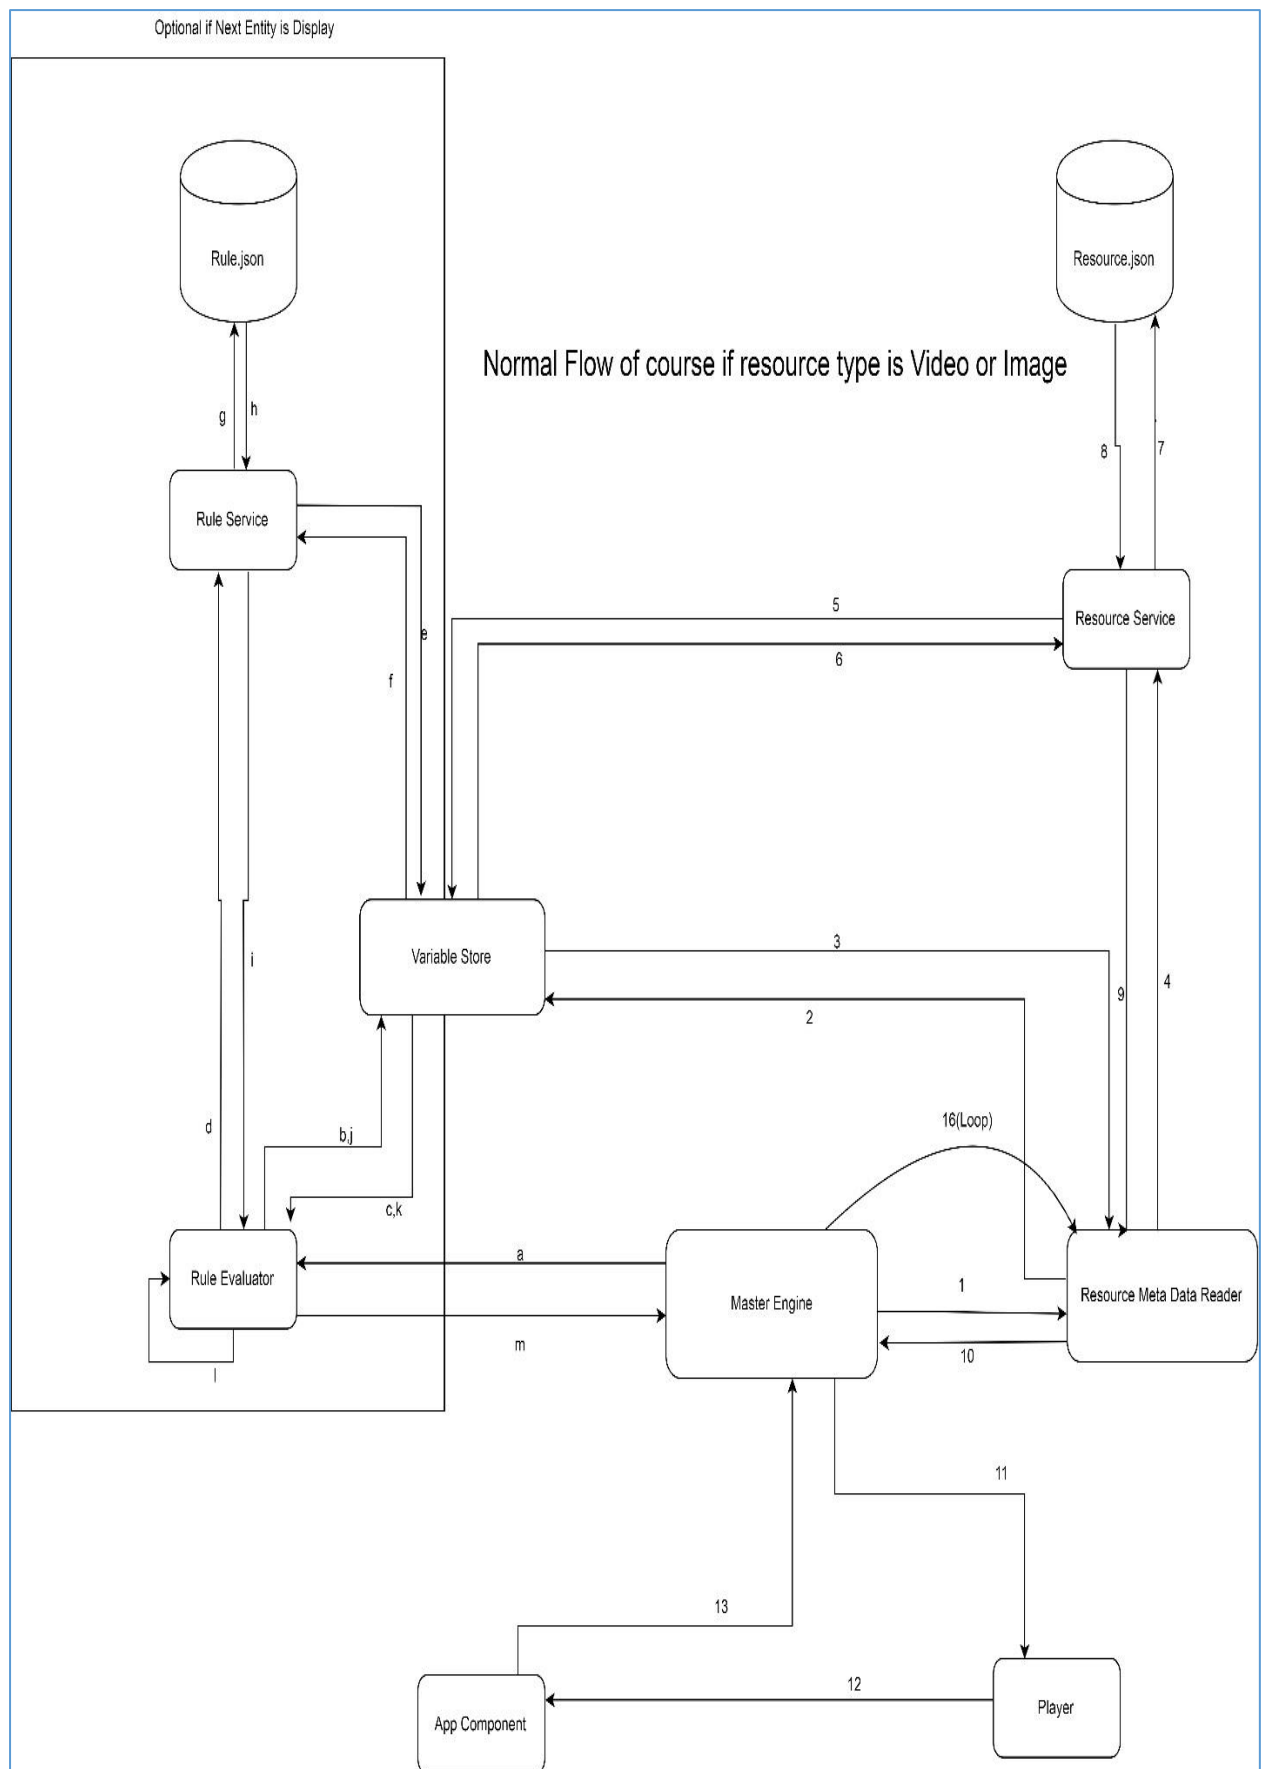 Optional if Next Entity is Display
Rule.json
Resource.json
Normal Flow of course if resource type is Video or Image
g
h
8
7
Rule Service
Resource Service
5
e
6
f
3
Variable Store
i
9
4
2
d
b,j
16(Loop)
c,k
a
Rule Evaluator
1
Resource Meta Data Reader
Master Engine
m
10
l
11
13
12
Player
App Component